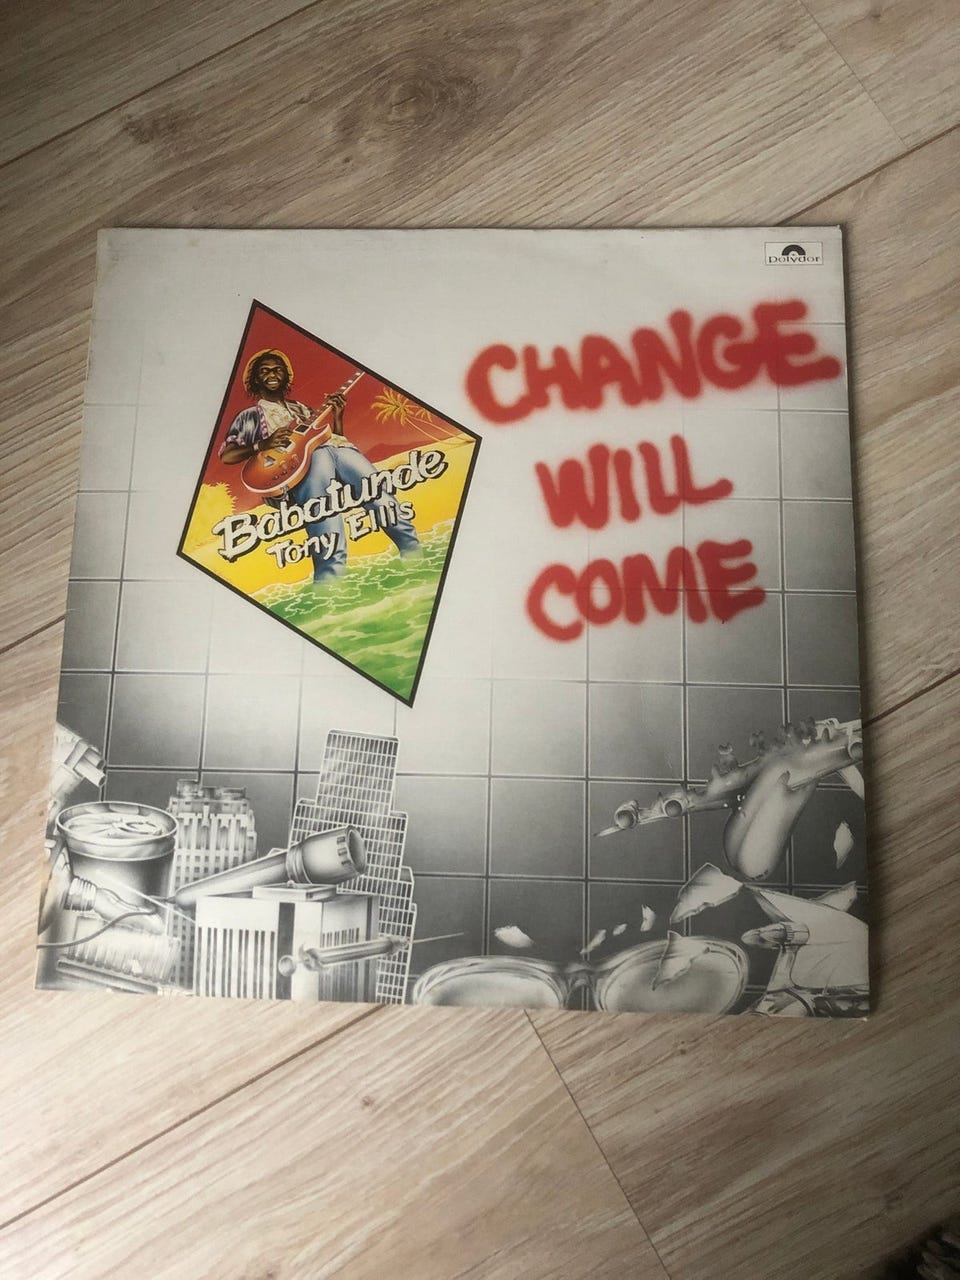 polydor
CHANGE
WILL
COME
Babatunde
Tony Ellis